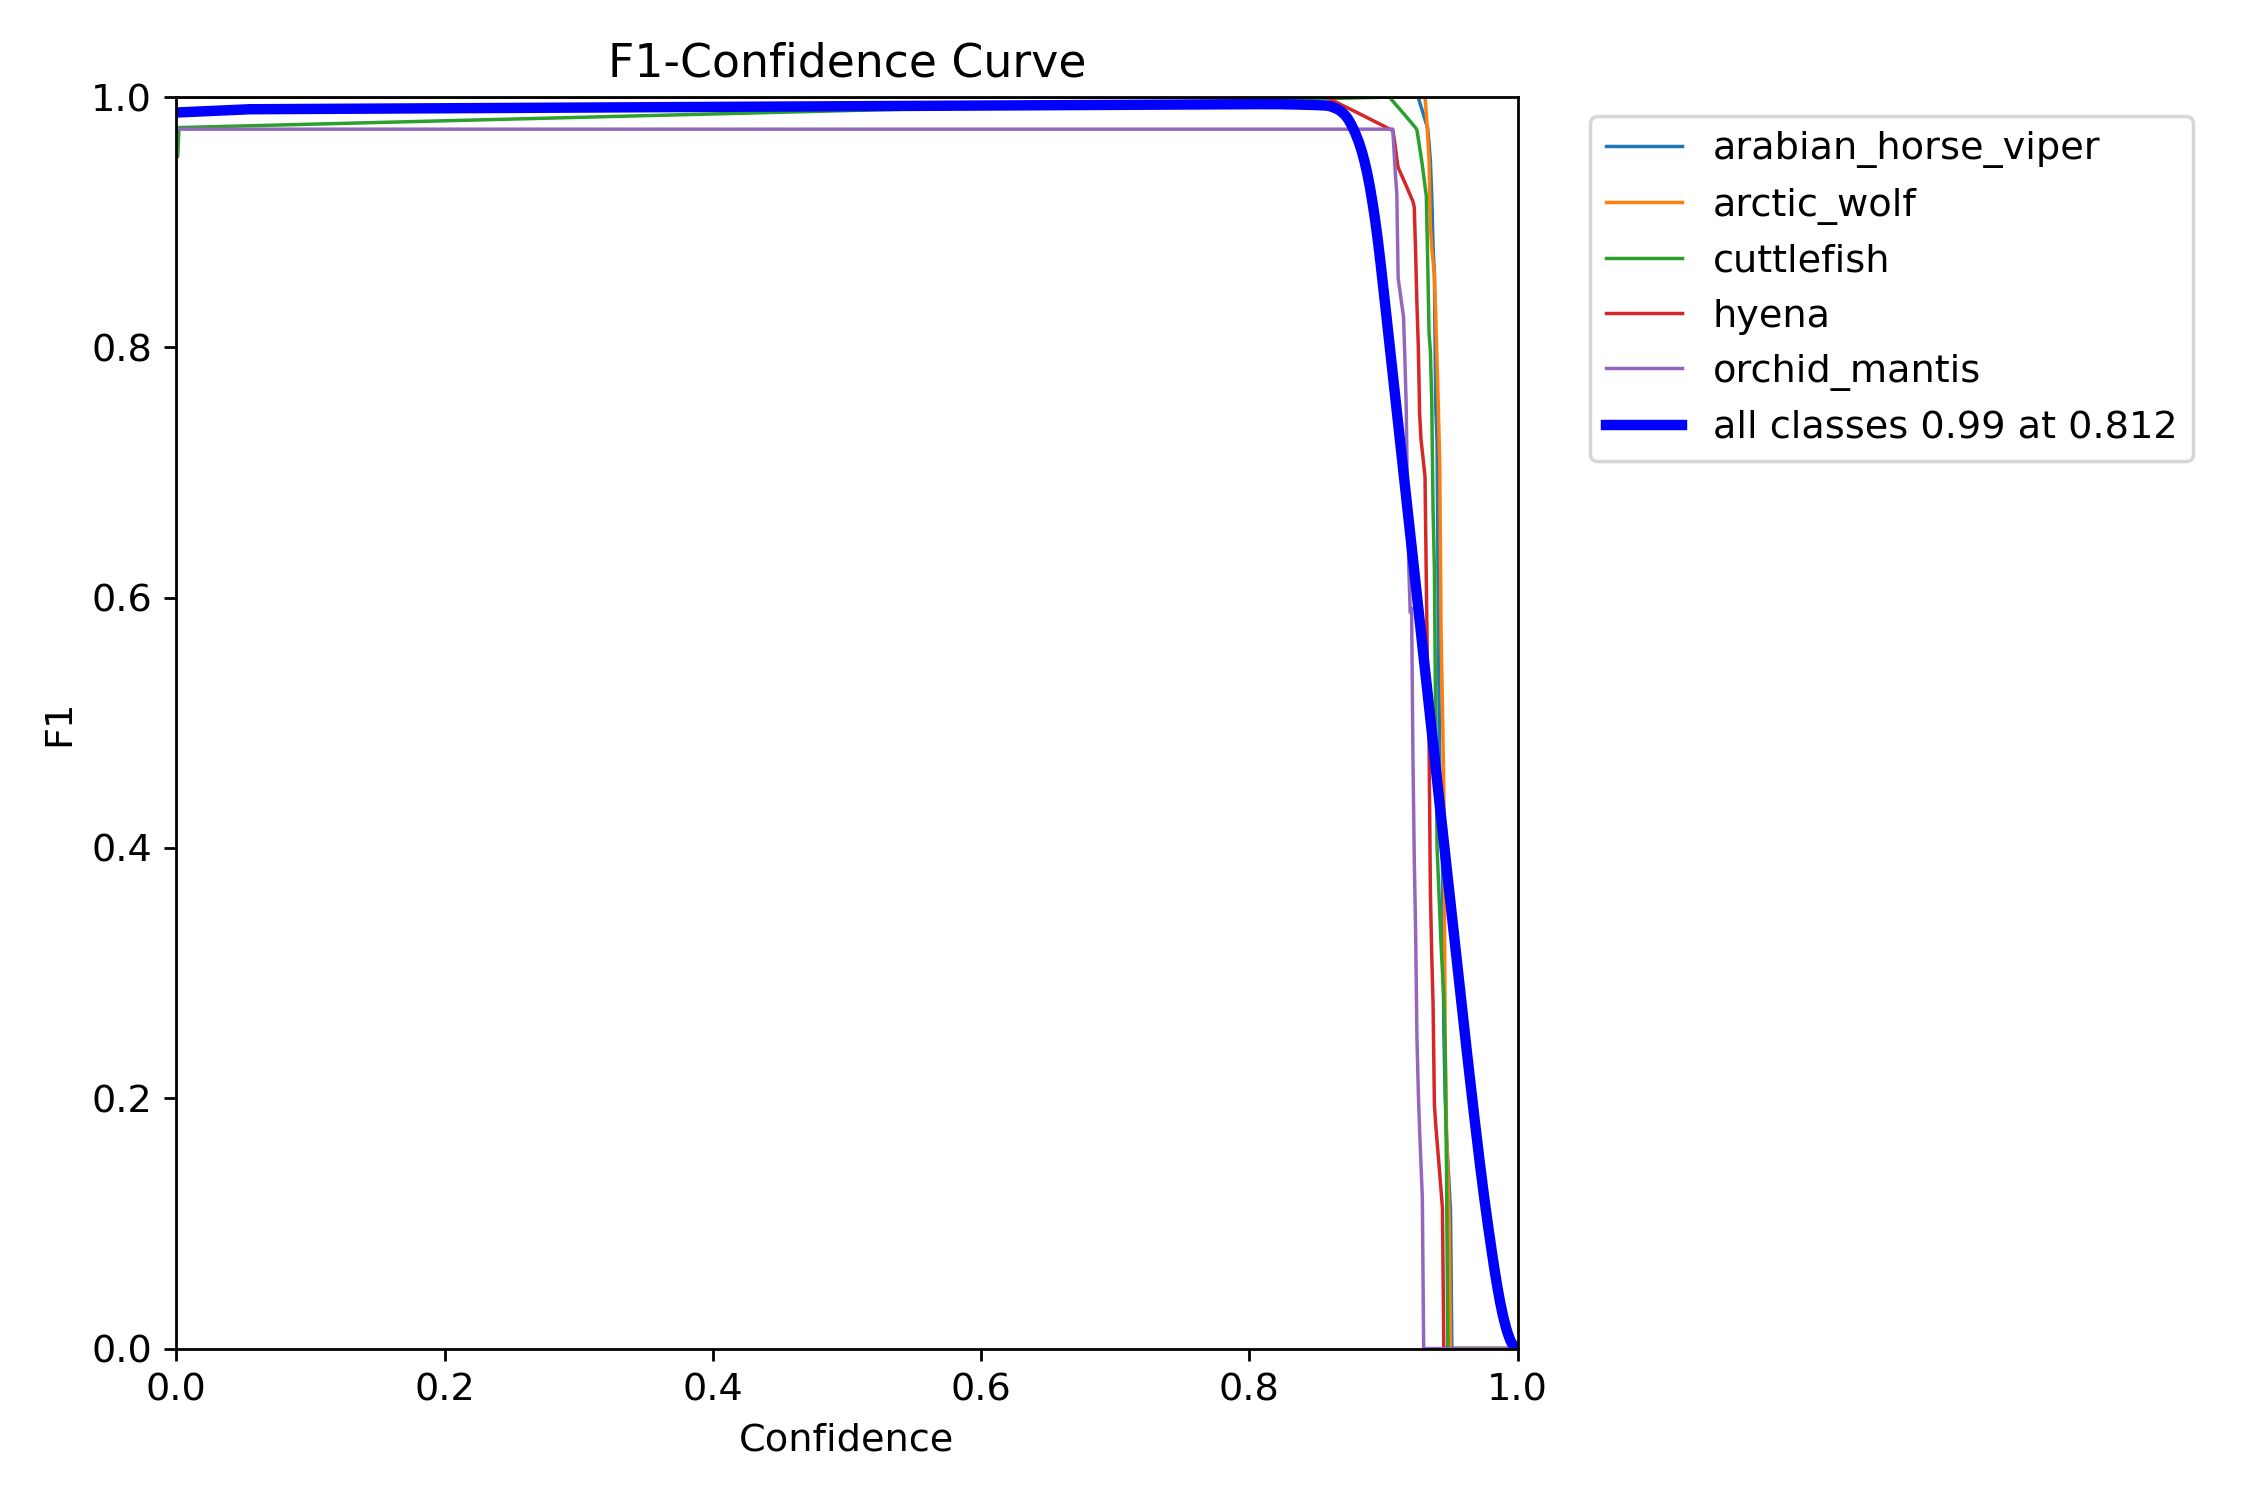 F1-Confidence Curve
1.0
0.8
0.6
0.4
0.2
0.0
F1
0.0 0.2 0.4 0.6 0.8 1.0
Confidence
arabian_horse_viper
arctic_wolf
cuttlefish
hyena
orchid_mantis
all classes 0.99 at 0.812